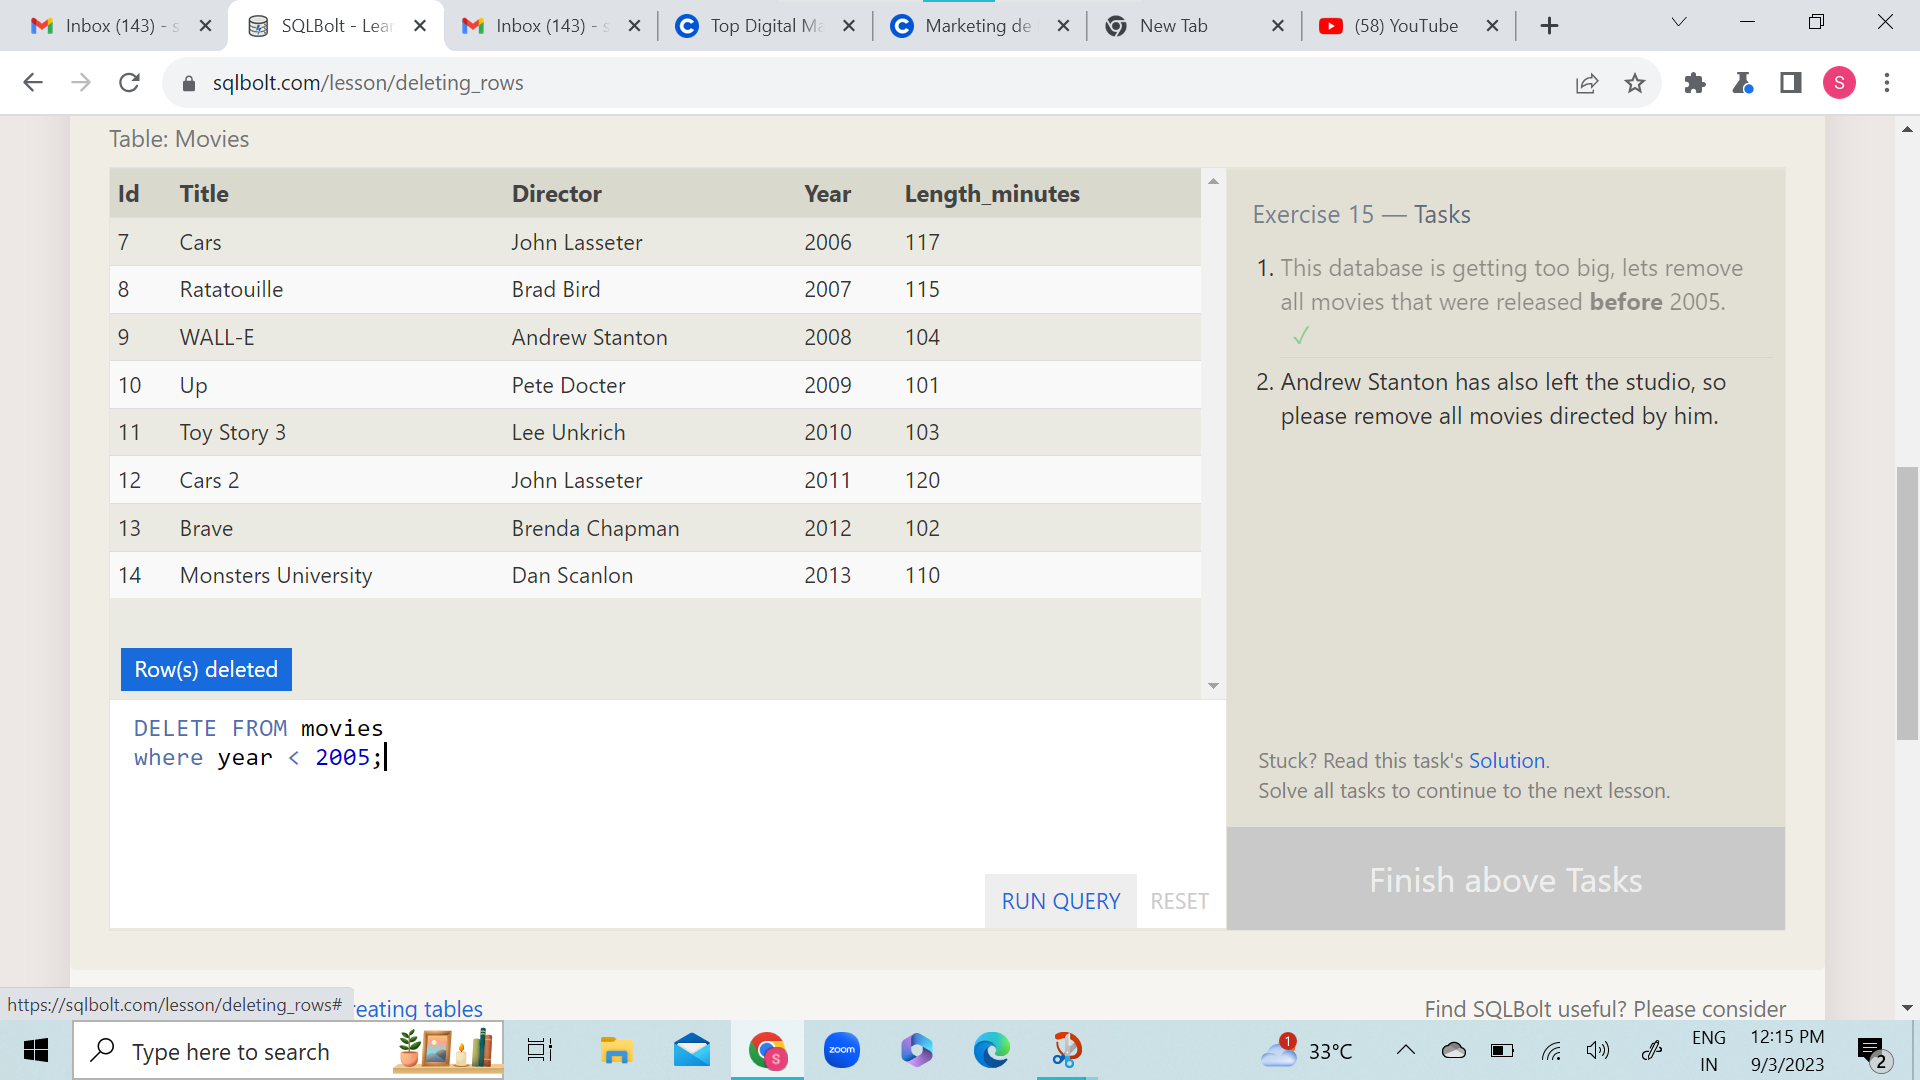 Inbox (143) - s
SQLBolt - Lear
Inbox (143) - s
Top Digital Ma
Marketing de
New Tab
(58) YouTube
sqlbolt.com/lesson/deleting_rows
S
Table: Movies
Id Title Director Year Length_minutes
7 Cars John Lasseter 2006 117
8 Ratatouille Brad Bird 2007 115
9 WALL-E Andrew Stanton 2008 104
10 Up Pete Docter 2009 101
11 Toy Story 3 Lee Unkrich 2010 103
12 Cars 2 John Lasseter 2011 120
13 Brave Brenda Chapman 2012 102
14 Monsters University Dan Scanlon 2013 110
Row(s) deleted
DELETE FROM movies
where year < 2005;
RUN QUERY RESET
Exercise 15 — Tasks
1. This database is getting too big, lets remove
all movies that were released before 2005.
✓
2. Andrew Stanton has also left the studio, so
please remove all movies directed by him.
Stuck? Read this task's Solution.
Solve all tasks to continue to the next lesson.
Finish above Tasks
https://sqlbolt.com/lesson/deleting_rows#
reating tables
Find SQLBolt useful? Please consider
Type here to search
S
zoom
1
33°C
ENG
IN
12:15 PM
9/3/2023
2